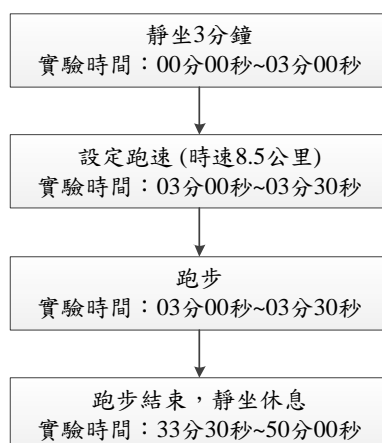 靜坐3分鐘
實驗時間：00分00秒~03分00秒
設定跑速 (時速8.5公里)
實驗時間：03分00秒~03分30秒
跑步
實驗時間：03分00秒~03分30秒
跑步結束，靜坐休息
實驗時間：33分30秒~50分00秒